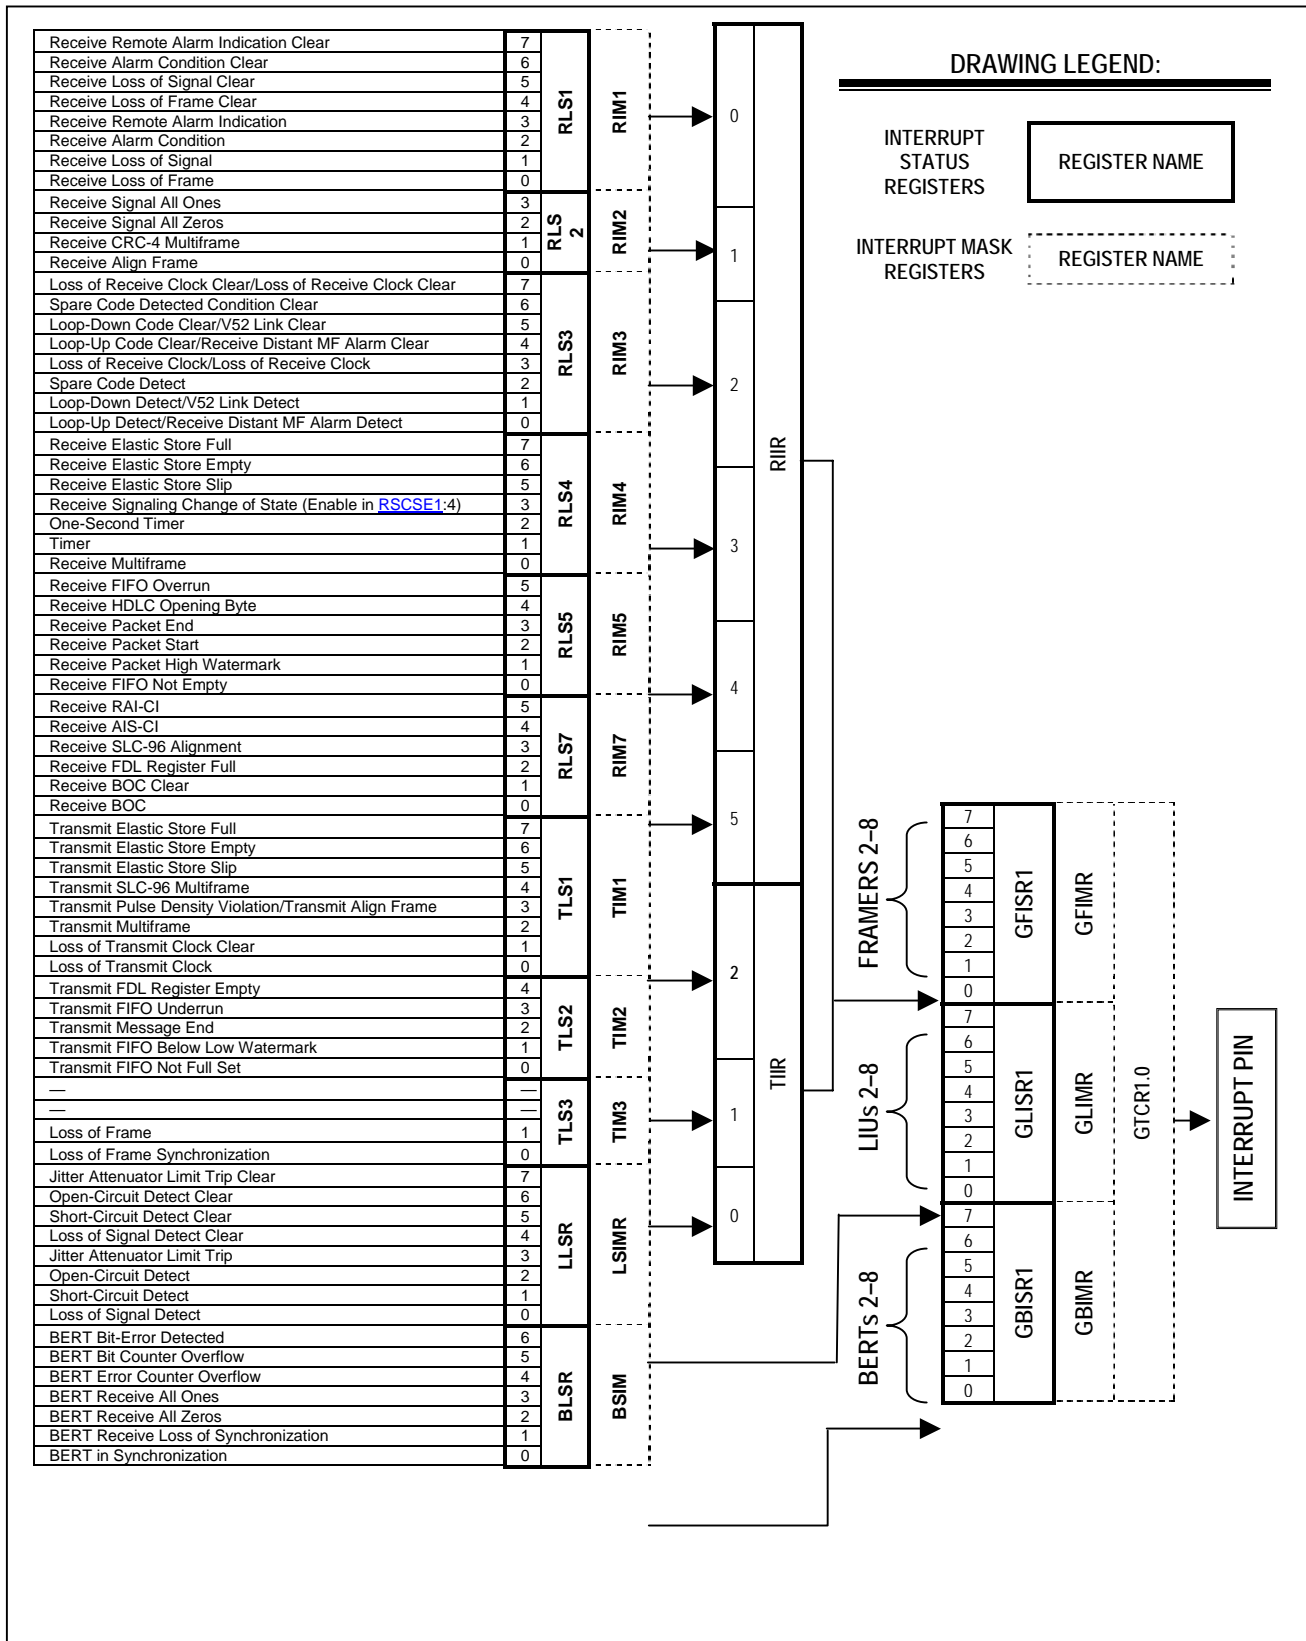 Receive Remote Alarm Indication Clear 7
Receive Alarm Condition Clear 6
Receive Loss of Signal Clear 5
Receive Loss of Frame Clear 4
Receive Remote Alarm Indication 3
Receive Alarm Condition 2
Receive Loss of Signal 1
Receive Loss of Frame 0
RLS1
RIM1
Receive Signal All Ones 3
Receive Signal All Zeros 2
Receive CRC-4 Multiframe 1
Receive Align Frame 0
RLS
2
RIM2
Loss of Receive Clock Clear/Loss of Receive Clock Clear 7
Spare Code Detected Condition Clear 6
Loop-Down Code Clear/V52 Link Clear 5
Loop-Up Code Clear/Receive Distant MF Alarm Clear 4
Loss of Receive Clock/Loss of Receive Clock 3
Spare Code Detect 2
Loop-Down Detect/V52 Link Detect 1
Loop-Up Detect/Receive Distant MF Alarm Detect 0
RLS3
RIM3
Receive Elastic Store Full 7
Receive Elastic Store Empty 6
Receive Elastic Store Slip 5
Receive Signaling Change of State (Enable in RSCSE1:4) 3
One-Second Timer 2
Timer 1
Receive Multiframe 0
RLS4
RIM4
Receive FIFO Overrun 5
Receive HDLC Opening Byte 4
Receive Packet End 3
Receive Packet Start 2
Receive Packet High Watermark 1
Receive FIFO Not Empty 0
RLS5
RIM5
Receive RAI-CI 5
Receive AIS-CI 4
Receive SLC-96 Alignment 3
Receive FDL Register Full 2
Receive BOC Clear 1
Receive BOC 0
RLS7
RIM7
Transmit Elastic Store Full 7
Transmit Elastic Store Empty 6
Transmit Elastic Store Slip 5
Transmit SLC-96 Multiframe 4
Transmit Pulse Density Violation/Transmit Align Frame 3
Transmit Multiframe 2
Loss of Transmit Clock Clear 1
Loss of Transmit Clock 0
TLS1
TIM1
Transmit FDL Register Empty 4
Transmit FIFO Underrun 3
Transmit Message End 2
Transmit FIFO Below Low Watermark 1
Transmit FIFO Not Full Set 0
TLS2
TIM2
— —
— —
Loss of Frame 1
Loss of Frame Synchronization 0
TLS3
TIM3
Jitter Attenuator Limit Trip Clear 7
Open-Circuit Detect Clear 6
Short-Circuit Detect Clear 5
Loss of Signal Detect Clear 4
Jitter Attenuator Limit Trip 3
Open-Circuit Detect 2
Short-Circuit Detect 1
Loss of Signal Detect 0
LLSR
LSIMR
BERT Bit-Error Detected 6
BERT Bit Counter Overflow 5
BERT Error Counter Overflow 4
BERT Receive All Ones 3
BERT Receive All Zeros 2
BERT Receive Loss of Synchronization 1
BERT in Synchronization 0
BLSR
BSIM
0
1
2
3
4
5
RIIR
2
1
0
TIIR
DRAWING LEGEND:
INTERRUPT
STATUS
REGISTERS
REGISTER NAME
INTERRUPT MASK
REGISTERS
REGISTER NAME
FRAMERS 2–8
7
6
5
4
3
2
1
0
GFISR1
GFIMR
LIUs 2–8
7
6
5
4
3
2
1
0
GLISR1
GLIMR
BERTs 2–8
7
6
5
4
3
2
1
0
GBISR1
GBIMR
GTCR1.0
INTERRUPT PIN